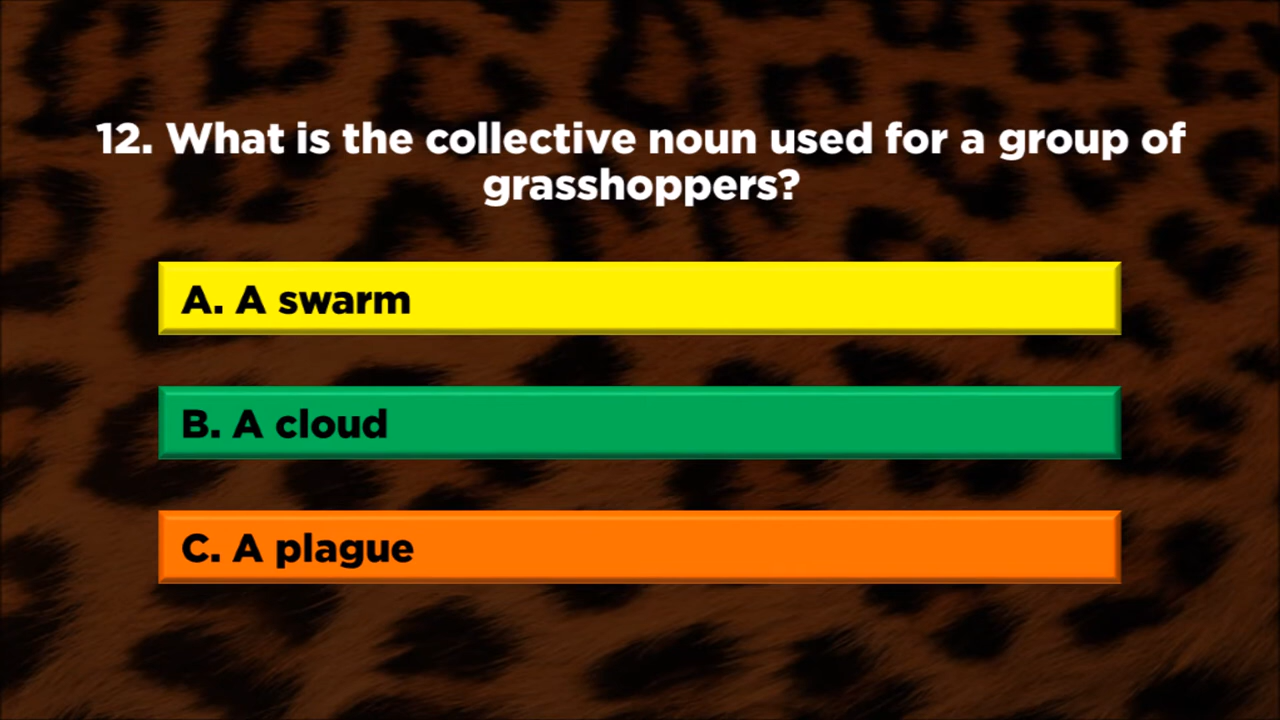 12. What is the collective noun used for a group of
grasshoppers?
A. A swarm
B. A cloud
C. A plague